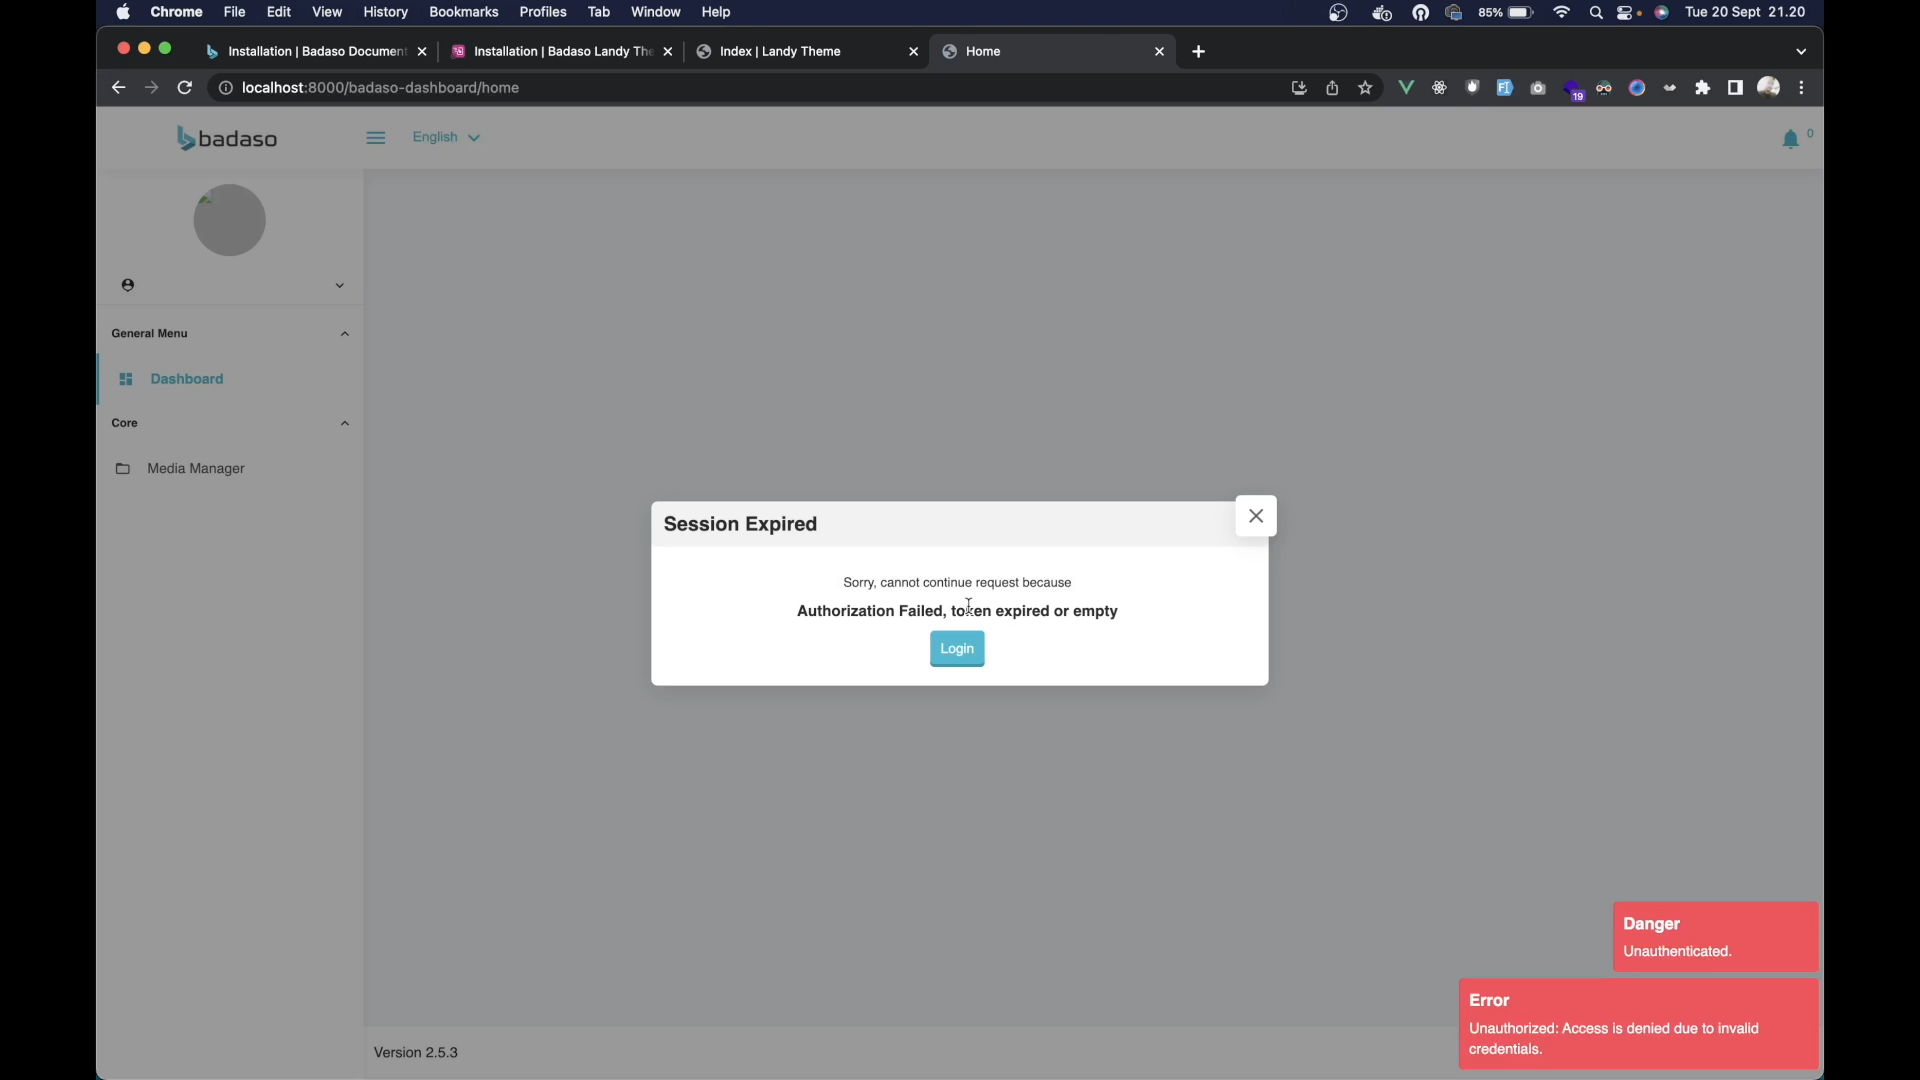 Chrome File Edit View History Bookmarks Profiles Tab Window Help 85% Tue 20 Sept 21.20
Installation | Badaso Document Installation | Badaso Landy The Index | Landy Theme Home
localhost:8000/badaso-dashboard/home 19
badaso English 0
General Menu
Dashboard
Core
Media Manager
Session Expired
Sorry, cannot continue request because
Authorization Failed, token expired or empty
Login
Danger
Unauthenticated.
Error
Unauthorized: Access is denied due to invalid
credentials.
Version 2.5.3